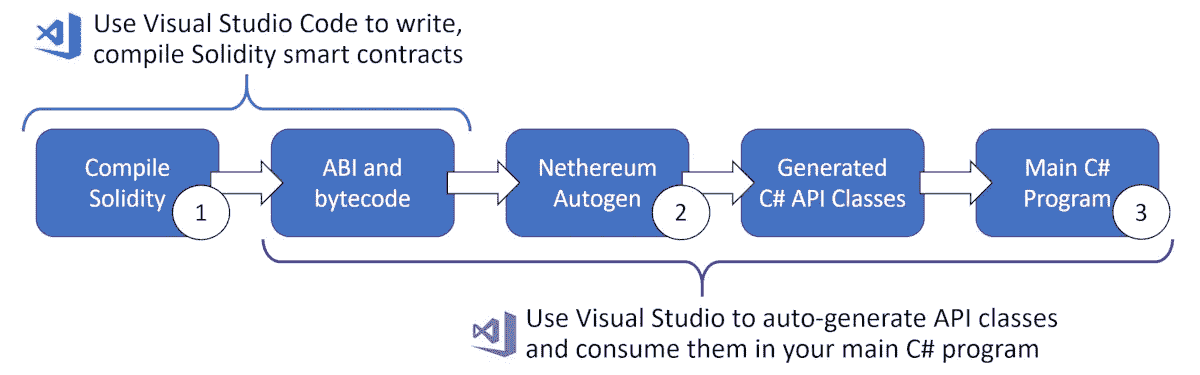 Use Visual Studio Code to write,
compile Solidity smart contracts
Compile
Solidity
1
ABI and
bytecode
Nethereum
Autogen
2
Generated
C# API Classes
Main C#
Program
3
Use Visual Studio to auto-generate API classes
and consume them in your main C# program